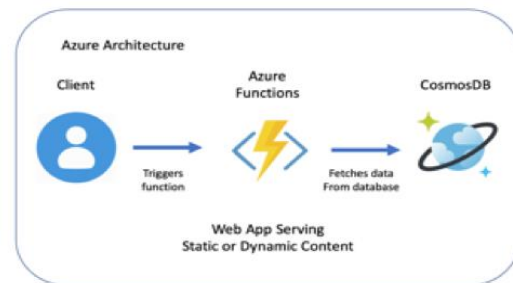 Azure Architecture
Client
Azure
Functions
CosmosDB
Triggers
function
Fetches data
From database
Web App Serving
Static or Dynamic Content